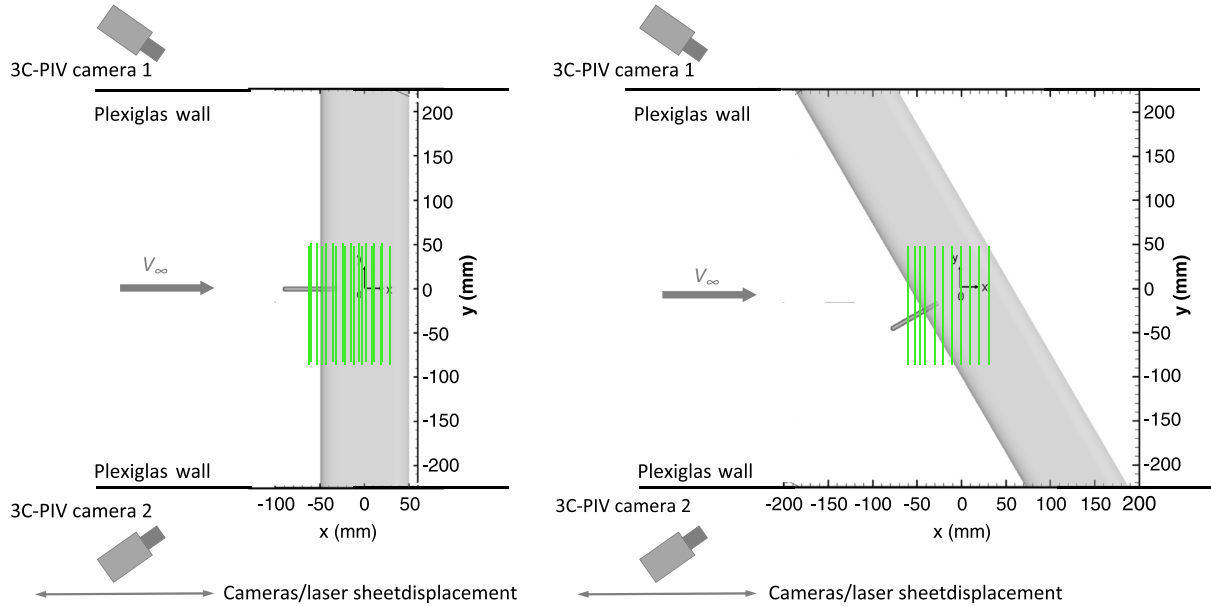 3C-PIV camera 1
Plexiglas wall
V∞
y
0
x
200
150
100
50
0
-50
-100
-150
-200
y (mm)
Plexiglas wall
-100
-50
0
50
x (mm)
3C-PIV camera 2
Cameras/laser sheetdisplacement
3C-PIV camera 1
Plexiglas wall
V∞
y
0
x
200
150
100
50
0
-50
-100
-150
-200
y (mm)
Plexiglas wall
-200
-150
-100
-50
0
50
100
150
200
x (mm)
3C-PIV camera 2
Cameras/laser sheetdisplacement